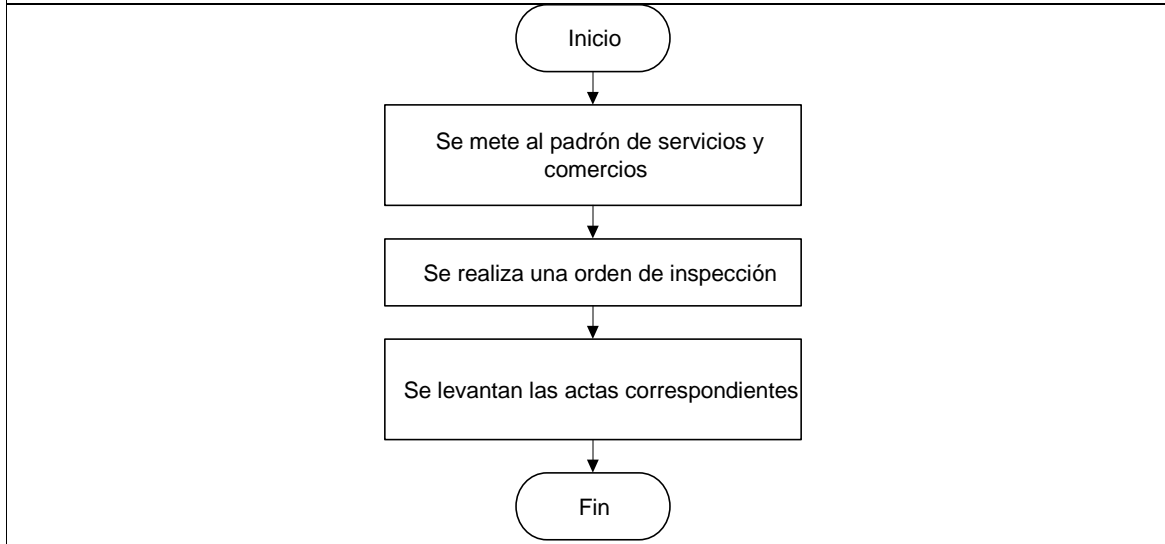 Inicio
Se mete al padrón de servicios y
comercios
Se realiza una orden de inspección
Se levantan las actas correspondientes
Fin